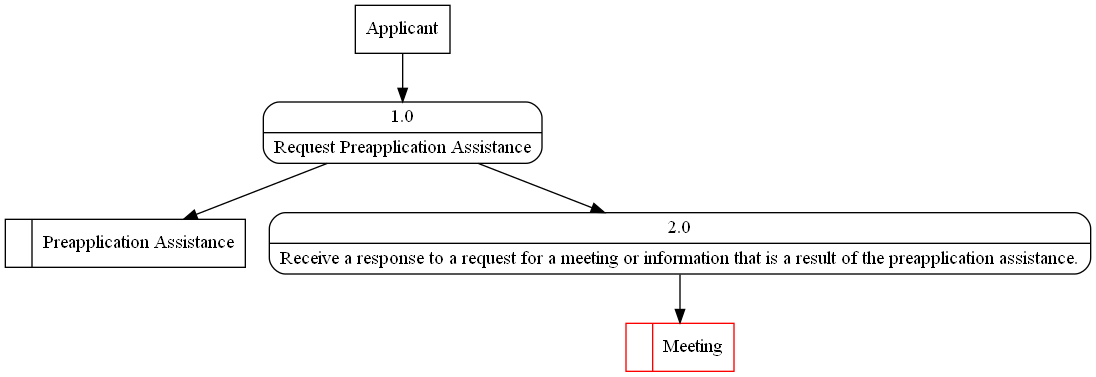 Applicant
1.0
Request Preapplication Assistance
Preapplication Assistance
2.0
Receive a response to a request for a meeting or information that is a result of the preapplication assistance.
Meeting